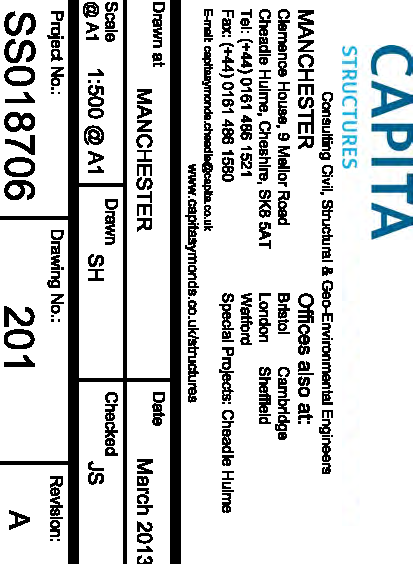 CAPITA
STRUCTURES
Consulting Civil, Structural & Geo-Environmental Engineers
MANCHESTER
Clemence House, 9 Mellor Road
Cheadle Hulme, Cheshire, SK8 5AT
Tel: (+44) 0161 486 1521
Fax: (+44) 0161 486 1580
E-mail: capitasymonds.cheadle@capita.co.uk
Offices also at:
Bristol Cambridge
London Sheffield
Watford
Special Projects: Cheadle Hulme
www.capitasymonds.co.uk/structures
Drawn at MANCHESTER
Date March 2013
Scale @ A1 1:500 @ A1
Drawn SH
Checked JS
Project No.: SS018706
Drawing No.: 201
Revision: A